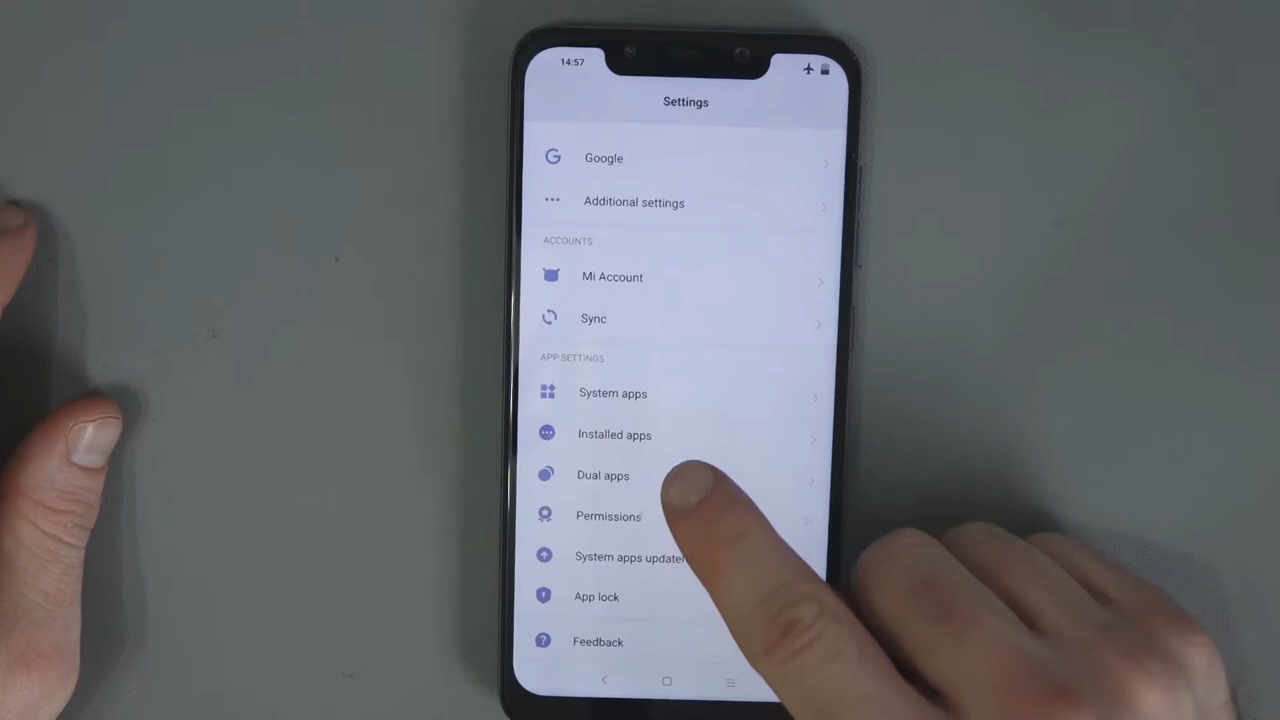 14:57
Settings
Google
Additional settings
ACCOUNTS
Mi Account
Sync
APP SETTINGS
System apps
Installed apps
Dual apps
Permissions
System apps updater
App lock
Feedback